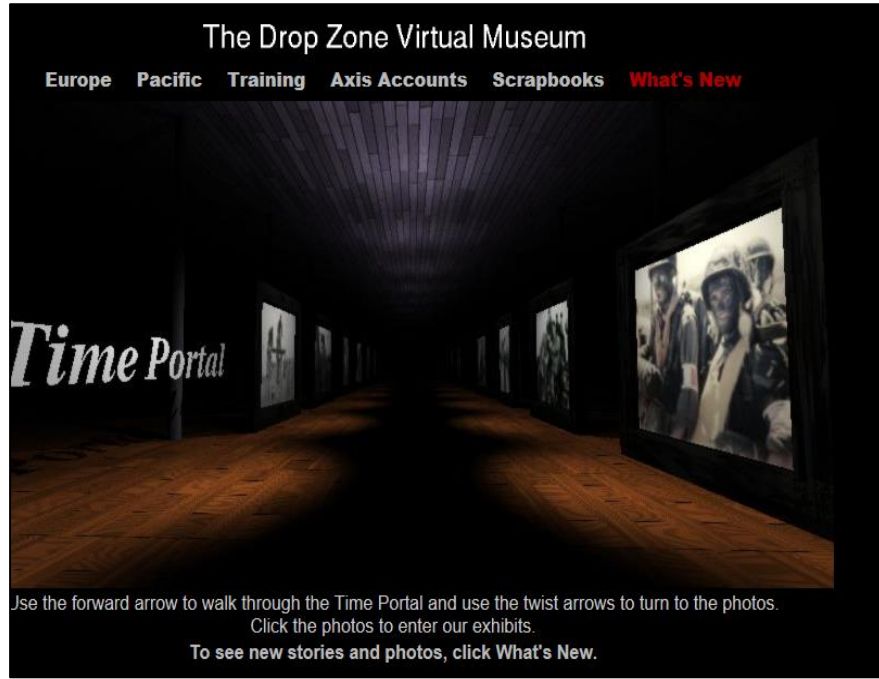 The Drop Zone Virtual Museum
Europe Pacific Training Axis Accounts Scrapbooks What's New
Time Portal
Use the forward arrow to walk through the Time Portal and use the twist arrows to turn to the photos.
Click the photos to enter our exhibits.
To see new stories and photos, click What's New.